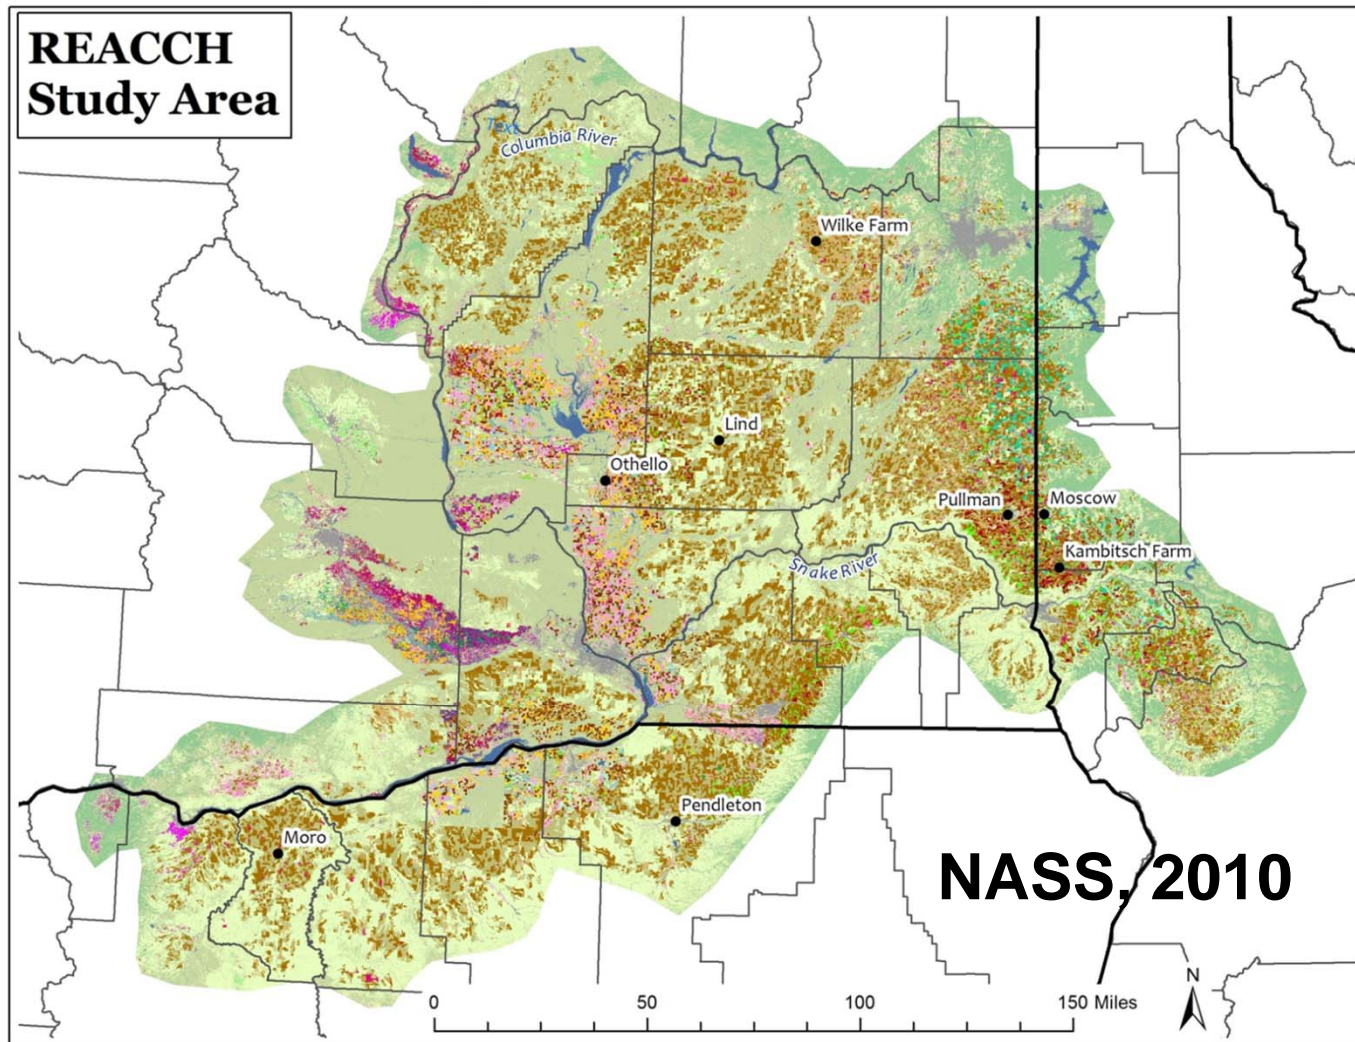 REACCH
Study Area
Text
Columbia River
Wilke Farm
Lind
Othello
Pullman
Moscow
Kambitsch Farm
Snake River
Pendleton
Moro
NASS, 2010
N
0 50 100 150 Miles